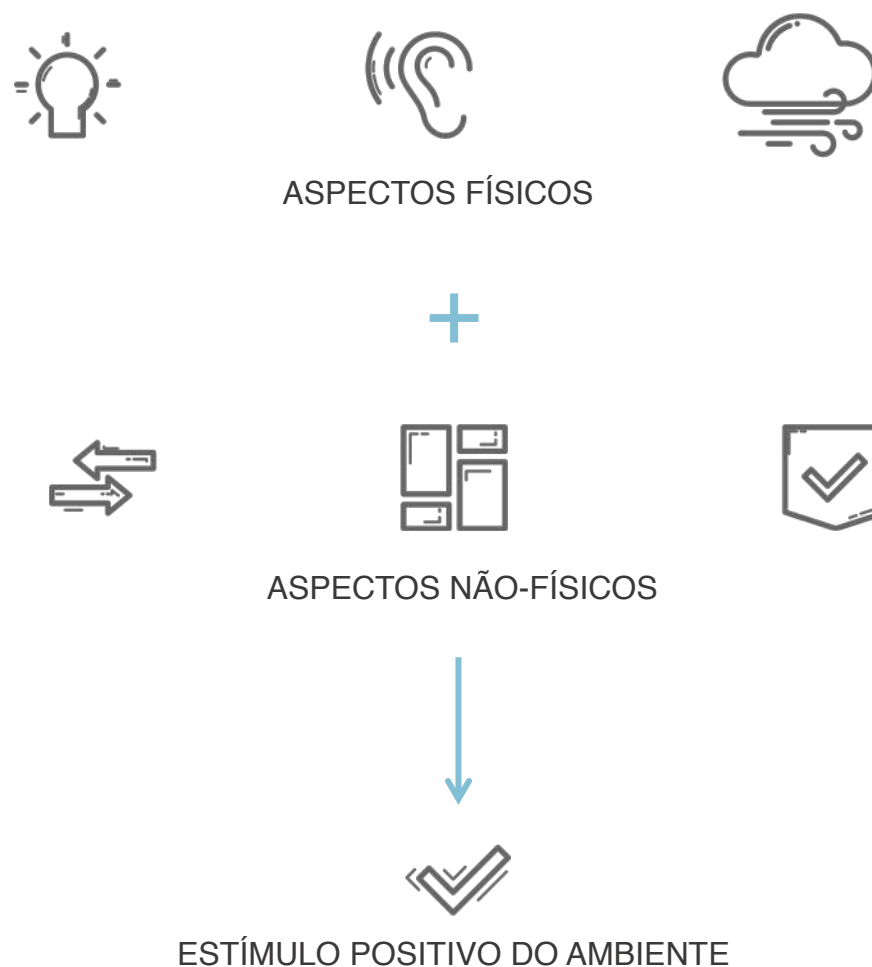 ASPECTOS FÍSICOS
ASPECTOS NÃO-FÍSICOS
ESTÍMULO POSITIVO DO AMBIENTE